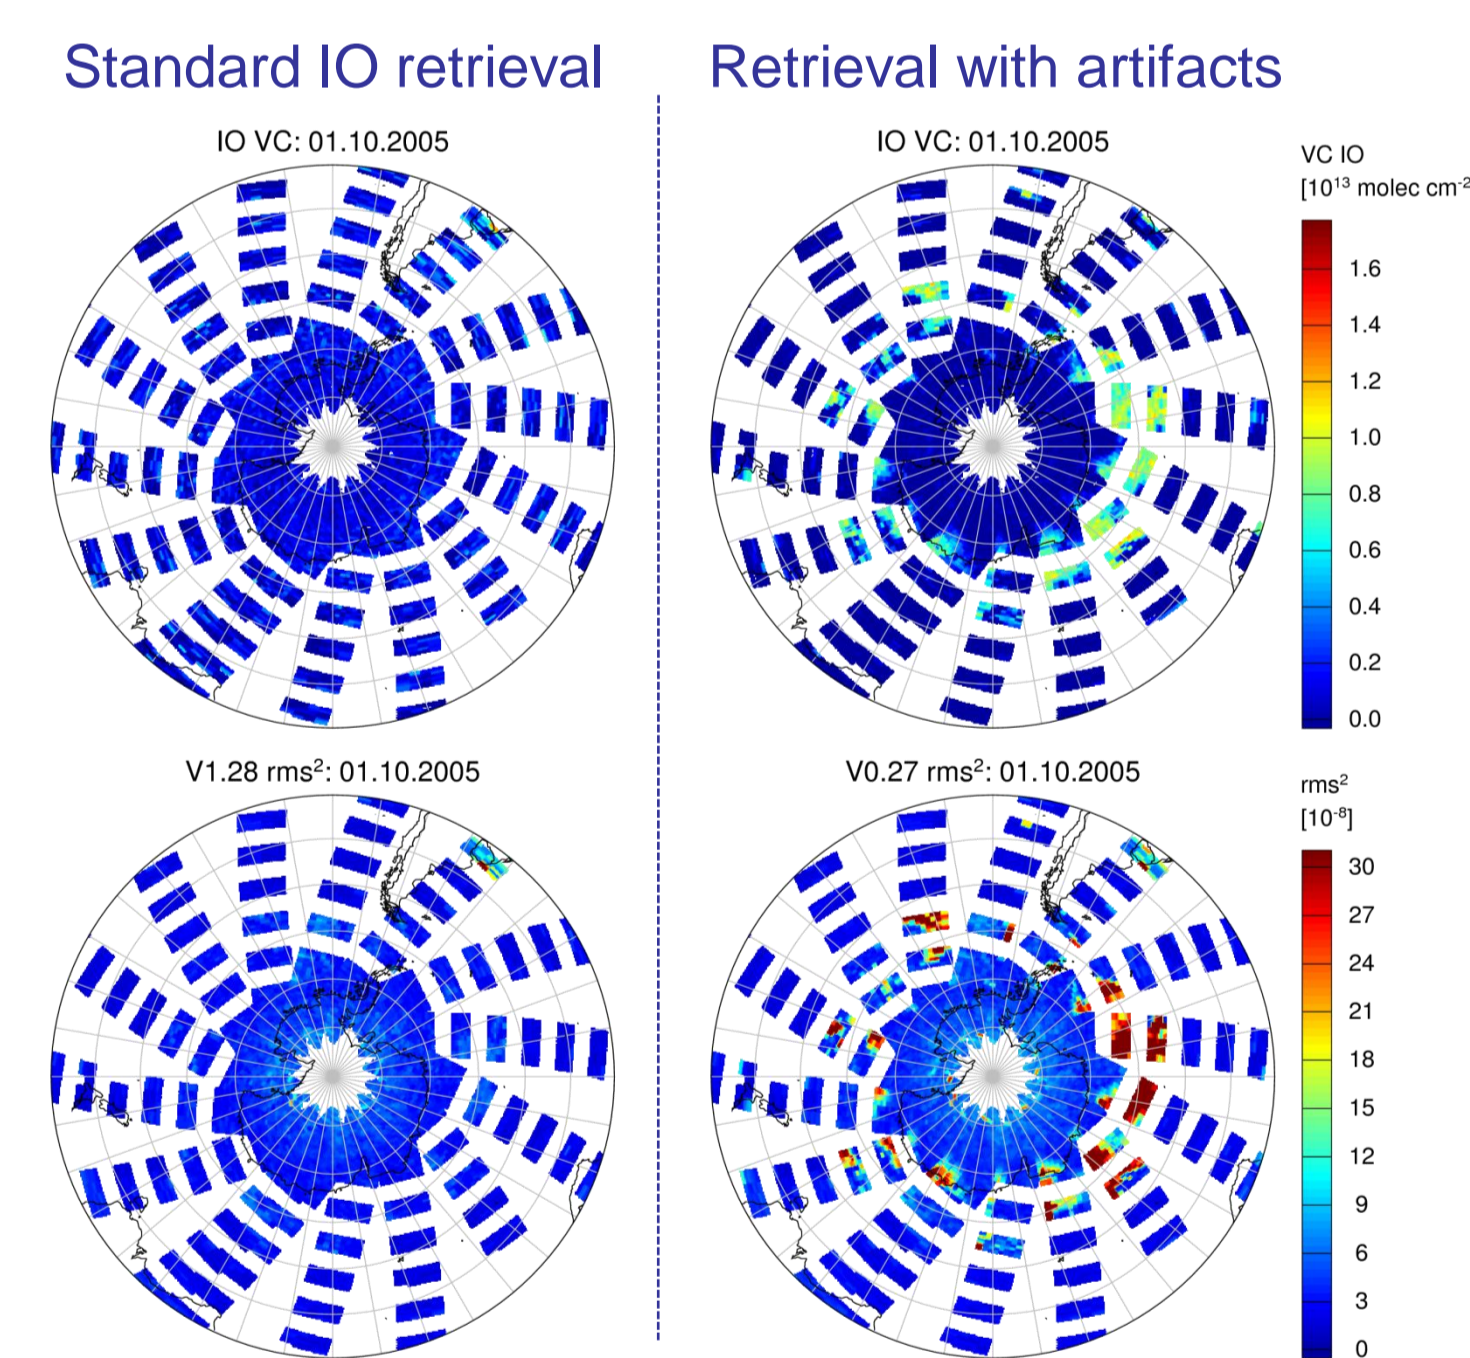 Standard IO retrieval
Retrieval with artifacts
IO VC: 01.10.2005
IO VC: 01.10.2005
VC IO
[10¹³ molec cm⁻²
1.6
1.4
1.2
1.0
0.8
0.6
0.4
0.2
0.0
V1.28 rms²: 01.10.2005
V0.27 rms²: 01.10.2005
rms²
[10⁻⁸]
30
27
24
21
18
15
12
9
6
3
0